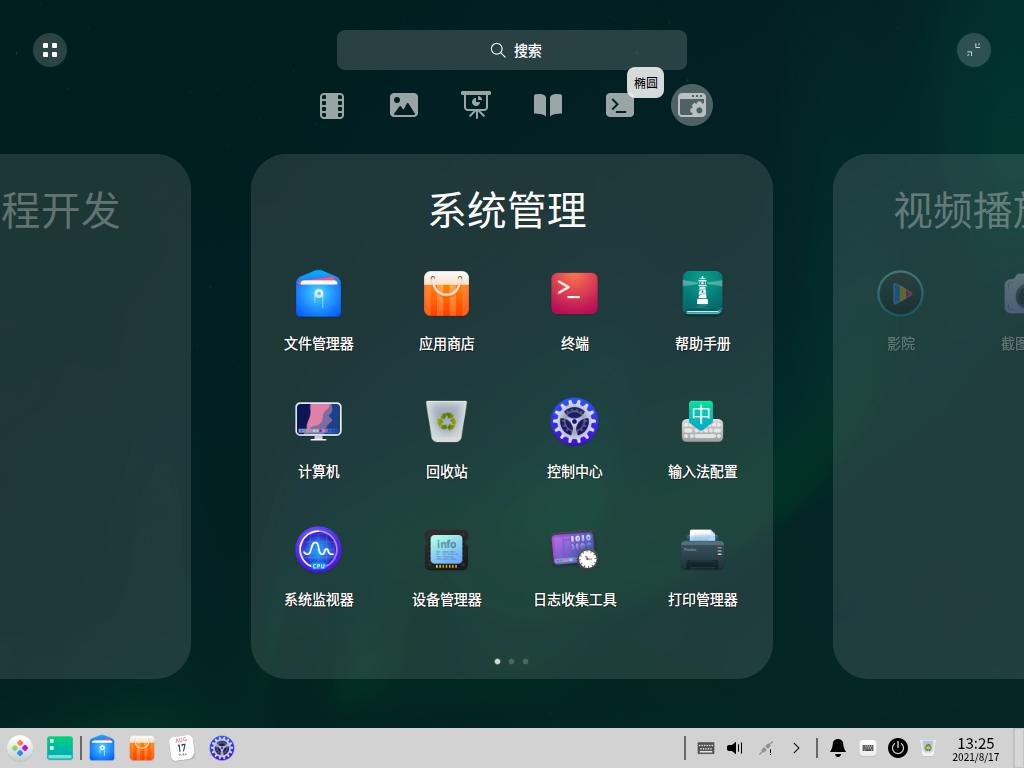 搜索
椭圆
程开发
系统管理
视频播放
文件管理器
应用商店
终端
帮助手册
影院
截图
计算机
回收站
控制中心
输入法配置
系统监视器
设备管理器
日志收集工具
打印管理器
中
CPU
info
AUG
17
13:25
2021/8/17